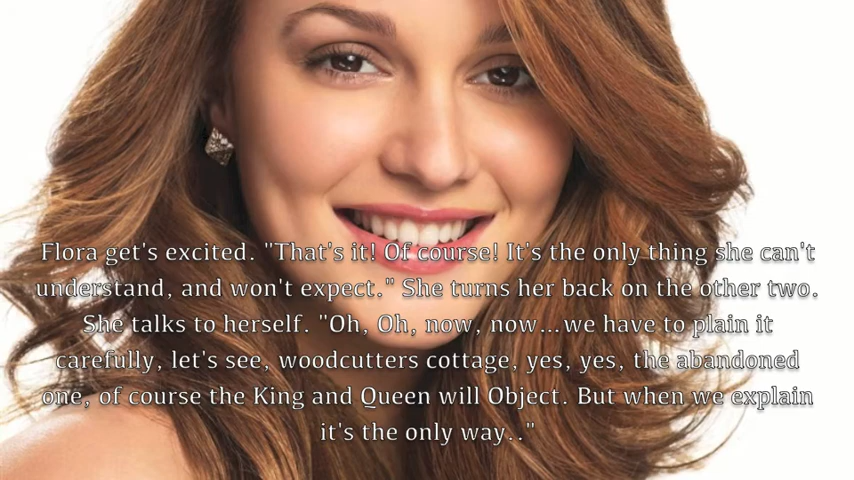 Flora get's excited. "That's it! Of course! It's the only thing she can't
understand, and won't expect." She turns her back on the other two.
She talks to herself. "Oh, Oh, now, now...we have to plain it
carefully, let's see, woodcutters cottage, yes, yes, the abandoned
one, of course the King and Queen will Object. But when we explain
it's the only way.."